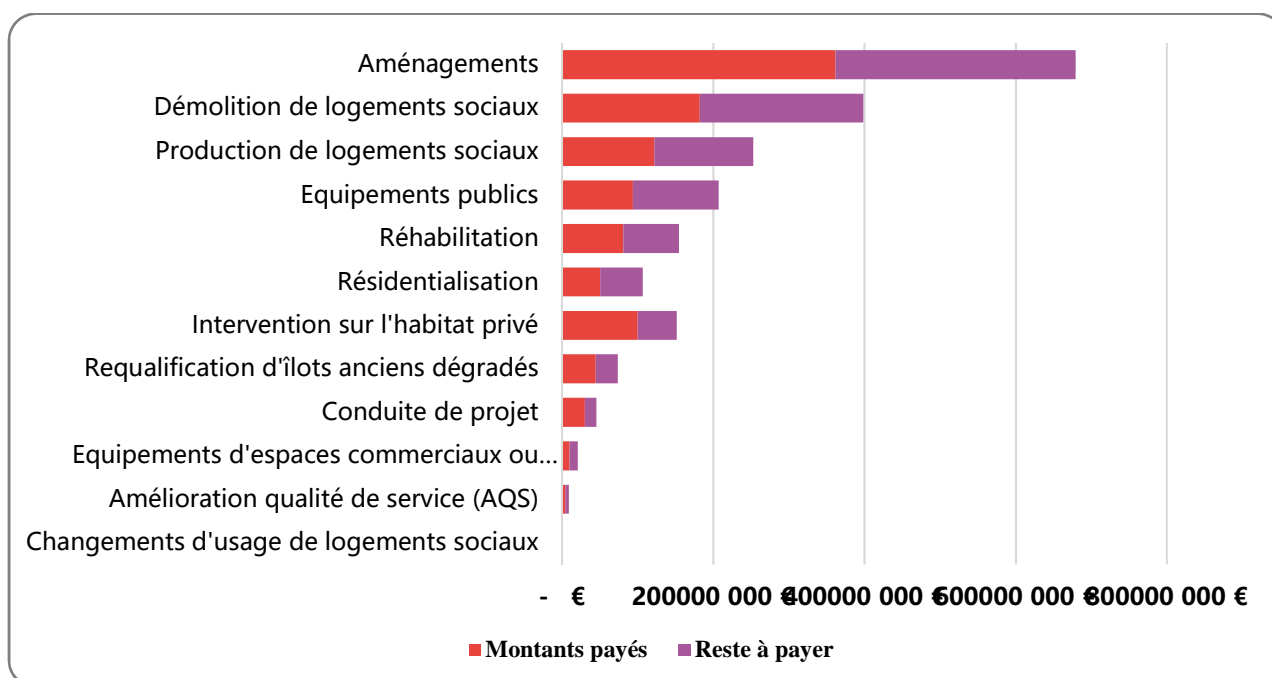 Aménagements
Démolition de logements sociaux
Production de logements sociaux
Equipements publics
Réhabilitation
Résidentialisation
Intervention sur l'habitat privé
Requalification d'îlots anciens dégradés
Conduite de projet
Equipements d'espaces commerciaux ou...
Amélioration qualité de service (AQS)
Changements d'usage de logements sociaux
- € 200000 000 € 400000 000 € 600000 000 € 800000 000 €
Montants payés Reste à payer